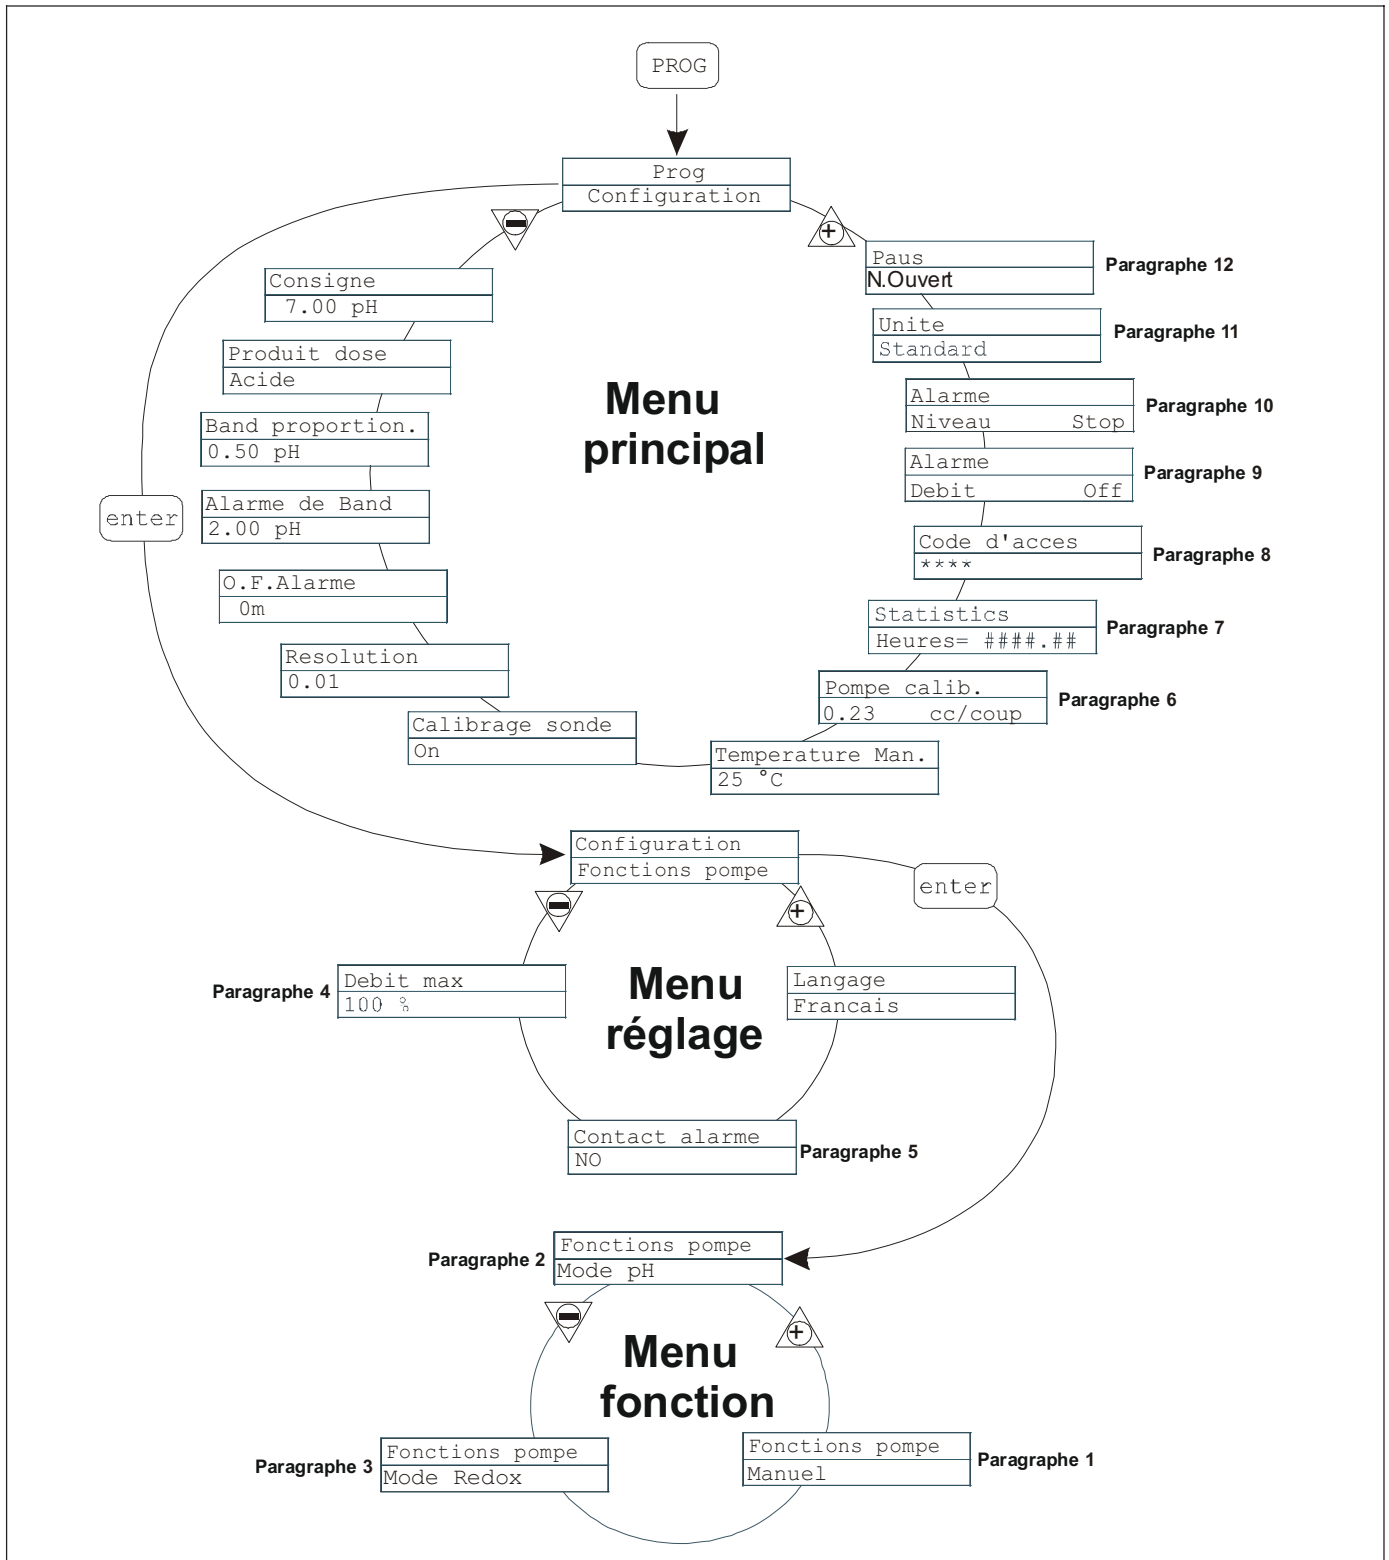 PROG
Prog
Configuration
Paus
N.Ouvert
Paragraphe 12
Consigne
7.00 pH
Unite
Standard
Paragraphe 11
Produit dose
Acide
Alarme
Niveau Stop
Paragraphe 10
Menu
principal
Band proportion.
0.50 pH
Alarme
Debit Off
Paragraphe 9
enter
Alarme de Band
2.00 pH
Code d'acces
****
Paragraphe 8
O.F.Alarme
0m
Statistics
Heures= ####.##
Paragraphe 7
Resolution
0.01
Pompe calib.
0.23 cc/coup
Paragraphe 6
Calibrage sonde
On
Temperature Man.
25 °C
Configuration
Fonctions pompe
enter
Paragraphe 4
Debit max
100 %
Menu
réglage
Langage
Francais
Contact alarme
NO
Paragraphe 5
Paragraphe 2
Fonctions pompe
Mode pH
Menu
fonction
Paragraphe 3
Fonctions pompe
Mode Redox
Fonctions pompe
Manuel
Paragraphe 1